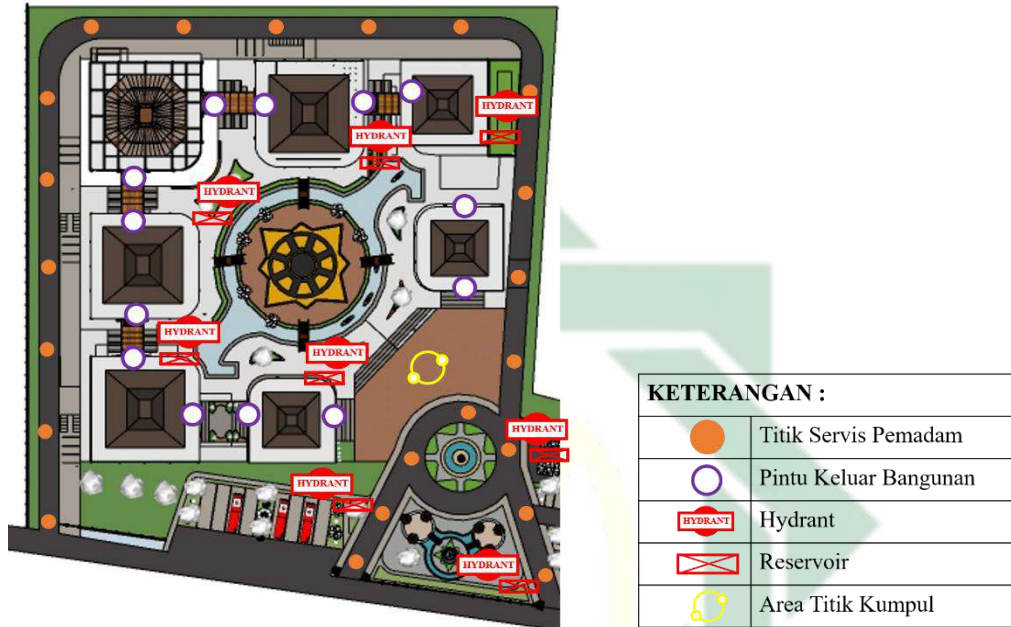 HYDRANT
HYDRANT
HYDRANT
HYDRANT
HYDRANT
HYDRANT
HYDRANT
HYDRANT
KETERANGAN :
Titik Servis Pemadam
Pintu Keluar Bangunan
HYDRANT
Hydrant
Reservoir
Area Titik Kumpul